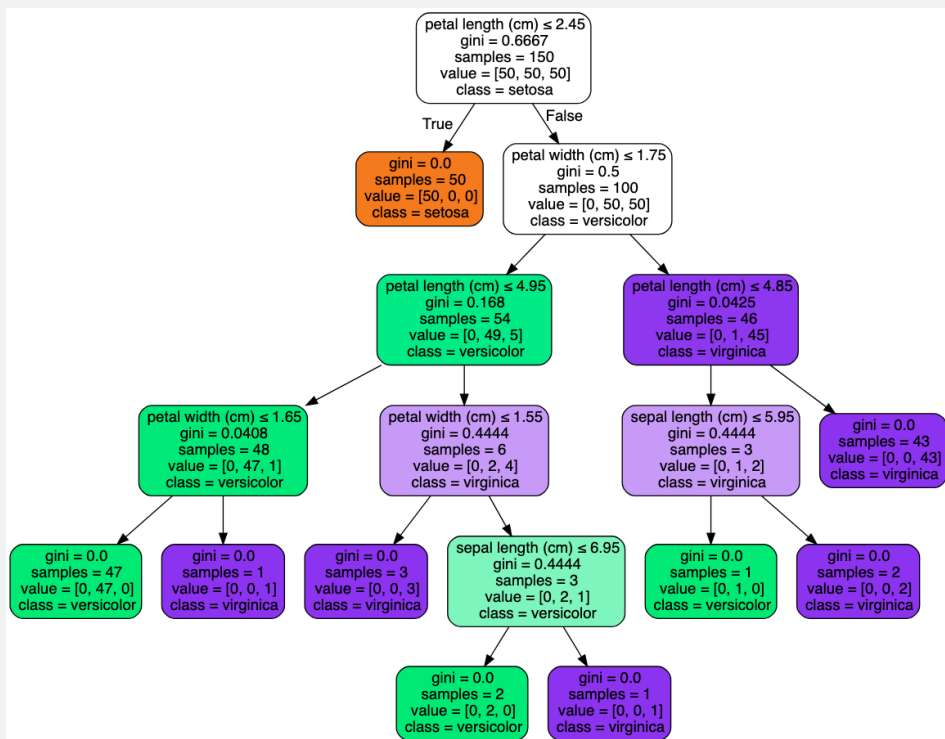 petal length (cm) ≤ 2.45
gini = 0.6667
samples = 150
value = [50, 50, 50]
class = setosa
True
False
gini = 0.0
samples = 50
value = [50, 0, 0]
class = setosa
petal width (cm) ≤ 1.75
gini = 0.5
samples = 100
value = [0, 50, 50]
class = versicolor
petal length (cm) ≤ 4.95
gini = 0.168
samples = 54
value = [0, 49, 5]
class = versicolor
petal length (cm) ≤ 4.85
gini = 0.0425
samples = 46
value = [0, 1, 45]
class = virginica
petal width (cm) ≤ 1.65
gini = 0.0408
samples = 48
value = [0, 47, 1]
class = versicolor
petal width (cm) ≤ 1.55
gini = 0.4444
samples = 6
value = [0, 2, 4]
class = virginica
sepal length (cm) ≤ 5.95
gini = 0.4444
samples = 3
value = [0, 1, 2]
class = virginica
gini = 0.0
samples = 43
value = [0, 0, 43]
class = virginica
gini = 0.0
samples = 47
value = [0, 47, 0]
class = versicolor
gini = 0.0
samples = 1
value = [0, 0, 1]
class = virginica
gini = 0.0
samples = 3
value = [0, 0, 3]
class = virginica
sepal length (cm) ≤ 6.95
gini = 0.4444
samples = 3
value = [0, 2, 1]
class = versicolor
gini = 0.0
samples = 1
value = [0, 1, 0]
class = versicolor
gini = 0.0
samples = 2
value = [0, 0, 2]
class = virginica
gini = 0.0
samples = 2
value = [0, 2, 0]
class = versicolor
gini = 0.0
samples = 1
value = [0, 0, 1]
class = virginica